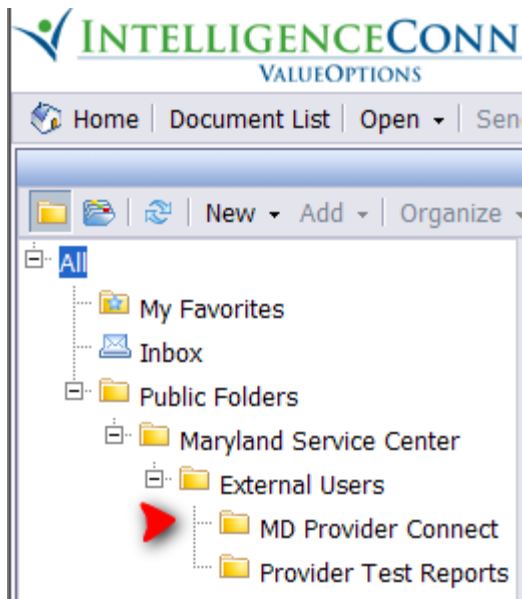 INTELLIGENCECONN
VALUEOPTIONS
Home | Document List | Open | Sen
New Add | Organize
All
My Favorites
Inbox
Public Folders
Maryland Service Center
External Users
MD Provider Connect
Provider Test Reports